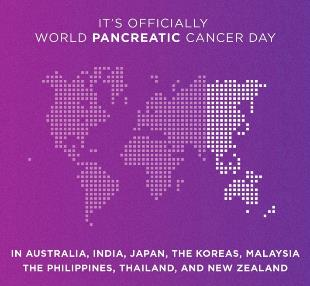 IT'S OFFICIALLY
WORLD PANCREATIC CANCER DAY
IN AUSTRALIA, INDIA, JAPAN, THE KOREAS, MALAYSIA
THE PHILIPPINES, THAILAND, AND NEW ZEALAND